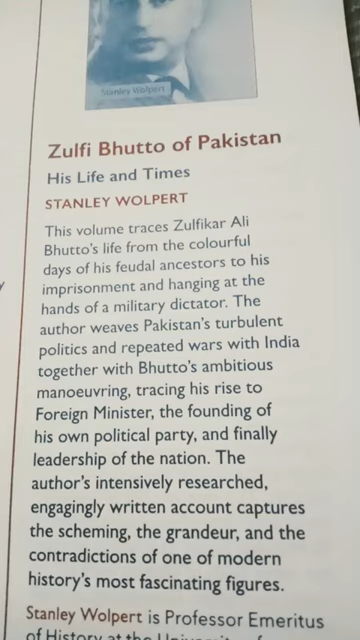 Stanley Wolpert
Zulfi Bhutto of Pakistan
His Life and Times
STANLEY WOLPERT
This volume traces Zulfikar Ali
Bhutto's life from the colourful
days of his feudal ancestors to his
imprisonment and hanging at the
hands of a military dictator. The
author weaves Pakistan's turbulent
politics and repeated wars with India
together with Bhutto's ambitious
manoeuvring, tracing his rise to
Foreign Minister, the founding of
his own political party, and finally
leadership of the nation. The
author's intensively researched,
engagingly written account captures
the scheming, the grandeur, and the
contradictions of one of modern
history's most fascinating figures.
Stanley Wolpert is Professor Emeritus
of History at the